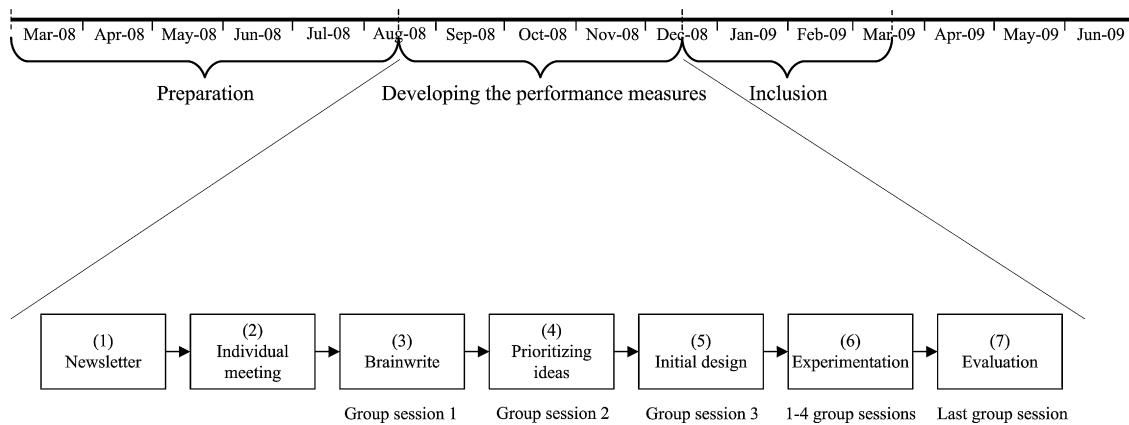 Mar-08 Apr-08 May-08 Jun-08 Jul-08 Aug-08 Sep-08 Oct-08 Nov-08 Dec-08 Jan-09 Feb-09 Mar-09 Apr-09 May-09 Jun-09
Preparation Developing the performance measures Inclusion
(1)
Newsletter
(2)
Individual
meeting
(3)
Brainwrite
(4)
Prioritizing
ideas
(5)
Initial design
(6)
Experimentation
(7)
Evaluation
Group session 1 Group session 2 Group session 3 1-4 group sessions Last group session